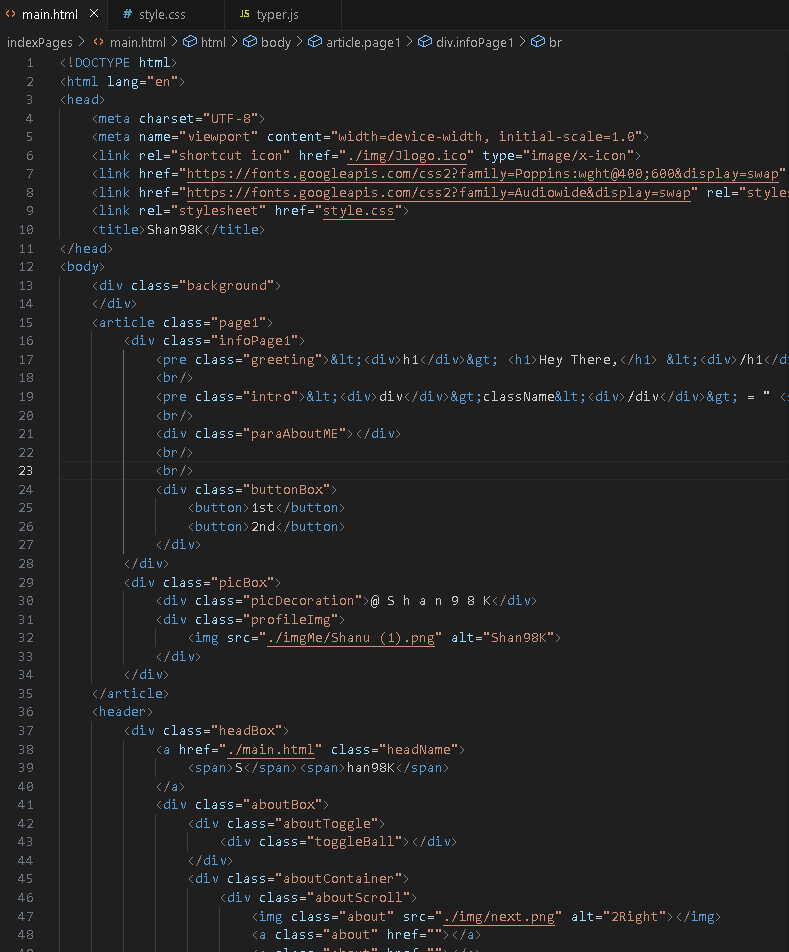 main.html
style.css
JS typer.js
indexPages > main.html > html > body > article.page1 > div.infoPage1 > br
1 <!DOCTYPE html>
2 <html lang="en">
3 <head>
4 <meta charset="UTF-8">
5 <meta name="viewport" content="width=device-width, initial-scale=1.0">
6 <link rel="shortcut icon" href="./img/Jlogo.ico" type="image/x-icon">
7 <link href="https://fonts.googleapis.com/css2?family=Poppins:wght@400;600&display=swap"
8 <link href="https://fonts.googleapis.com/css2?family=Audiowide&display=swap" rel="styles
9 <link rel="stylesheet" href="style.css">
10 <title>Shan98K</title>
11 </head>
12 <body>
13 <div class="background">
14 </div>
15 <article class="page1">
16 <div class="infoPage1">
17 <pre class="greeting">&lt;<div>h1</div>&gt; <h1>Hey There,</h1> &lt;<div>/h1</di
18 <br/>
19 <pre class="intro">&lt;<div>div</div>&gt;className&lt;<div>/div</div>&gt; = " <s
20 <br/>
21 <div class="paraAboutME"></div>
22 <br/>
23 <br/>
24 <div class="buttonBox">
25 <button>1st</button>
26 <button>2nd</button>
27 </div>
28 </div>
29 <div class="picBox">
30 <div class="picDecoration">@ S h a n 9 8 K</div>
31 <div class="profileImg">
32 <img src="./imgMe/Shanu (1).png" alt="Shan98K">
33 </div>
34 </div>
35 </article>
36 <header>
37 <div class="headBox">
38 <a href="./main.html" class="headName">
39 <span>S</span><span>han98K</span>
40 </a>
41 <div class="aboutBox">
42 <div class="aboutToggle">
43 <div class="toggleBall"></div>
44 </div>
45 <div class="aboutContainer">
46 <div class="aboutScroll">
47 <img class="about" src="./img/next.png" alt="2Right"></img>
48 <a class="about" href=""></a>